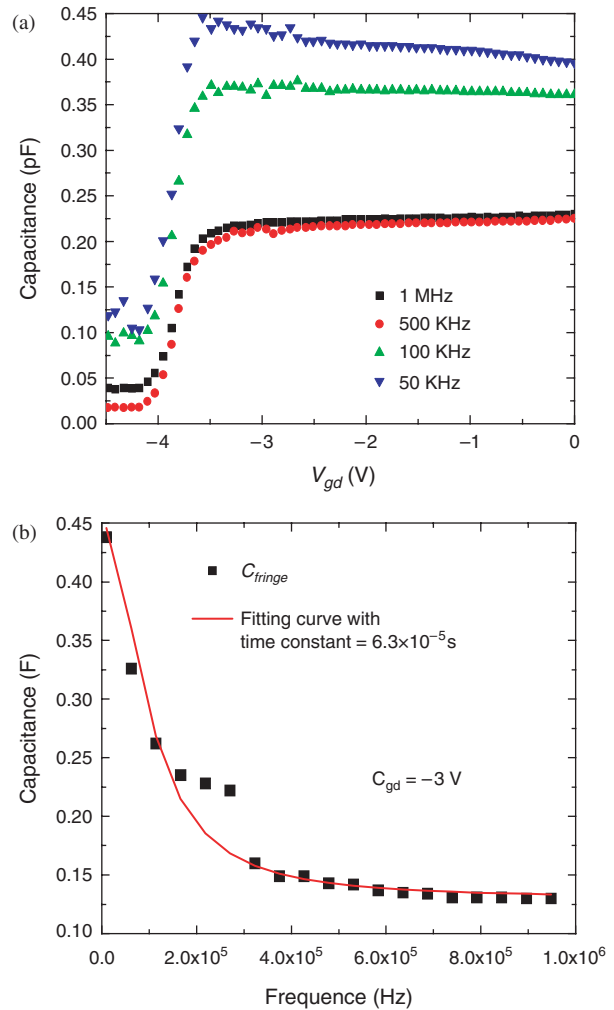 (a)
0.45
0.40
0.35
0.30
0.25
0.20
0.15
0.10
0.05
0.00
Capacitance (pF)
1 MHz
500 KHz
100 KHz
50 KHz
−4
−3
−2
−1
0
V_gd (V)
(b)
0.45
0.40
0.35
0.30
0.25
0.20
0.15
0.10
Capacitance (F)
C_fringe
Fitting curve with
time constant = 6.3×10⁻⁵s
C_gd = −3 V
0.0
2.0x10⁵
4.0x10⁵
6.0x10⁵
8.0x10⁵
1.0x10⁶
Frequence (Hz)